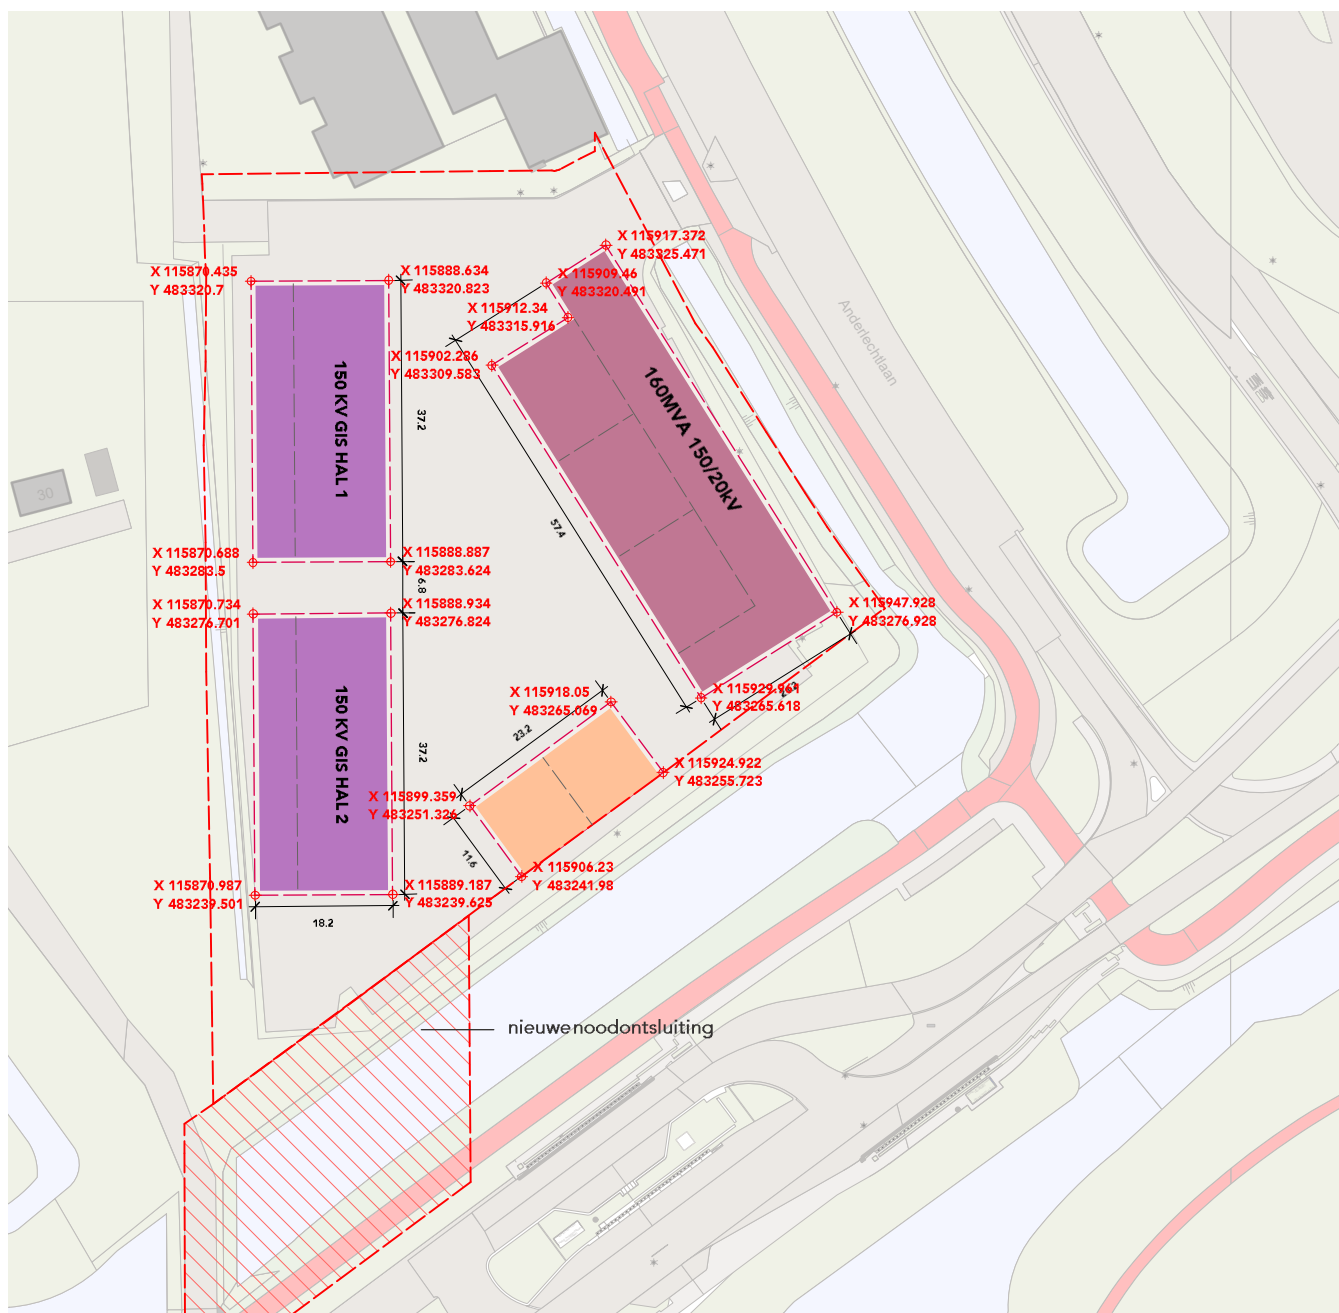 X 115917.372
Y 483325.471
X 115870.435
Y 483320.7
X 115888.634
Y 483320.823
X 115909.46
Y 483320.491
X 115912.34
Y 483315.916
X 115902.286
Y 483309.583
Anderlechtlaan
150 KV GIS HAL 1
37.2
160MVA 150/20kV
57.4
30
X 115870.688
Y 483283.5
X 115888.887
Y 483283.624
6.8
X 115870.734
Y 483276.701
X 115888.934
Y 483276.824
X 115947.928
Y 483276.928
X 115929.961
Y 483265.618
X 115918.05
Y 483265.069
23.2
150 KV GIS HAL 2
37.2
X 115924.922
Y 483255.723
X 115899.359
Y 483251.326
11.6
X 115906.23
Y 483241.98
X 115870.987
Y 483239.501
X 115889.187
Y 483239.625
18.2
nieuwe noodontsluiting